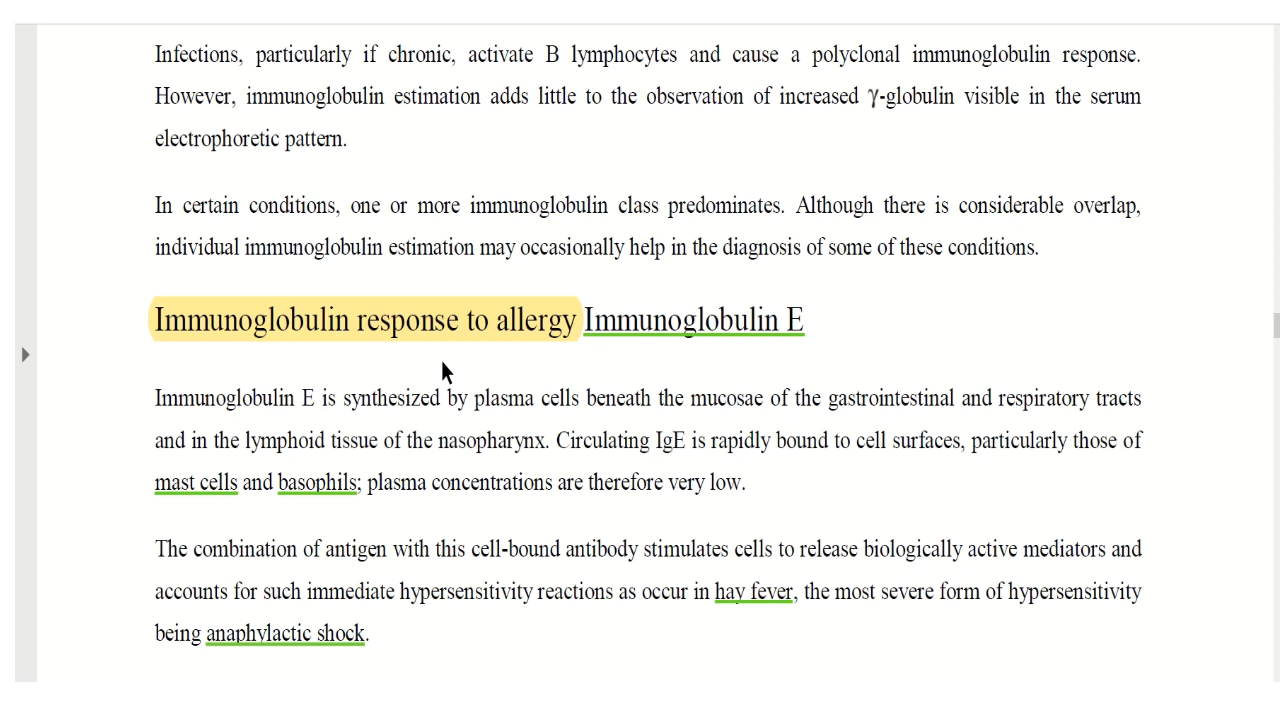 Infections, particularly if chronic, activate B lymphocytes and cause a polyclonal immunoglobulin response.
However, immunoglobulin estimation adds little to the observation of increased γ-globulin visible in the serum
electrophoretic pattern.
In certain conditions, one or more immunoglobulin class predominates. Although there is considerable overlap,
individual immunoglobulin estimation may occasionally help in the diagnosis of some of these conditions.
Immunoglobulin response to allergy Immunoglobulin E
Immunoglobulin E is synthesized by plasma cells beneath the mucosae of the gastrointestinal and respiratory tracts
and in the lymphoid tissue of the nasopharynx. Circulating IgE is rapidly bound to cell surfaces, particularly those of
mast cells and basophils; plasma concentrations are therefore very low.
The combination of antigen with this cell-bound antibody stimulates cells to release biologically active mediators and
accounts for such immediate hypersensitivity reactions as occur in hay fever, the most severe form of hypersensitivity
being anaphylactic shock.